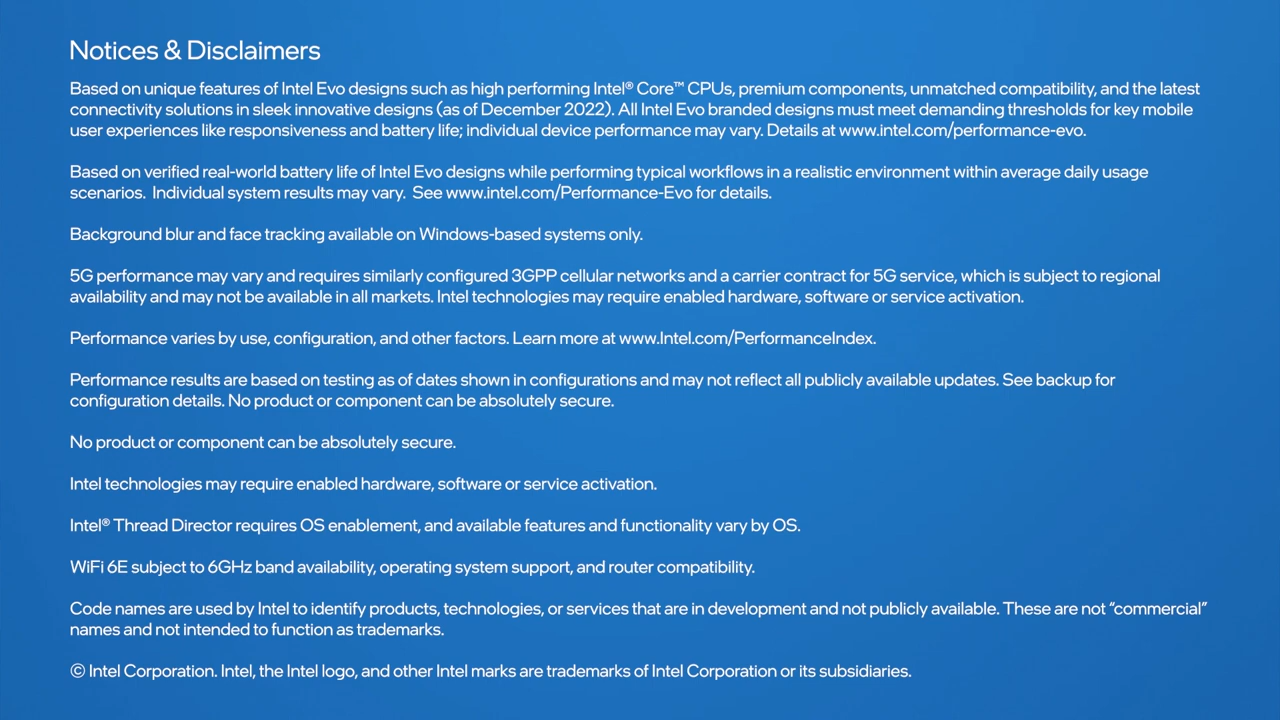 Notices & Disclaimers
Based on unique features of Intel Evo designs such as high performing Intel® Core™ CPUs, premium components, unmatched compatibility, and the latest
connectivity solutions in sleek innovative designs (as of December 2022). All Intel Evo branded designs must meet demanding thresholds for key mobile
user experiences like responsiveness and battery life; individual device performance may vary. Details at www.intel.com/performance-evo.
Based on verified real-world battery life of Intel Evo designs while performing typical workflows in a realistic environment within average daily usage
scenarios.  Individual system results may vary.  See www.intel.com/Performance-Evo for details.
Background blur and face tracking available on Windows-based systems only.
5G performance may vary and requires similarly configured 3GPP cellular networks and a carrier contract for 5G service, which is subject to regional
availability and may not be available in all markets. Intel technologies may require enabled hardware, software or service activation.
Performance varies by use, configuration, and other factors. Learn more at www.Intel.com/PerformanceIndex.
Performance results are based on testing as of dates shown in configurations and may not reflect all publicly available updates. See backup for
configuration details. No product or component can be absolutely secure.
No product or component can be absolutely secure.
Intel technologies may require enabled hardware, software or service activation.
Intel® Thread Director requires OS enablement, and available features and functionality vary by OS.
WiFi 6E subject to 6GHz band availability, operating system support, and router compatibility.
Code names are used by Intel to identify products, technologies, or services that are in development and not publicly available. These are not “commercial”
names and not intended to function as trademarks.
© Intel Corporation. Intel, the Intel logo, and other Intel marks are trademarks of Intel Corporation or its subsidiaries.